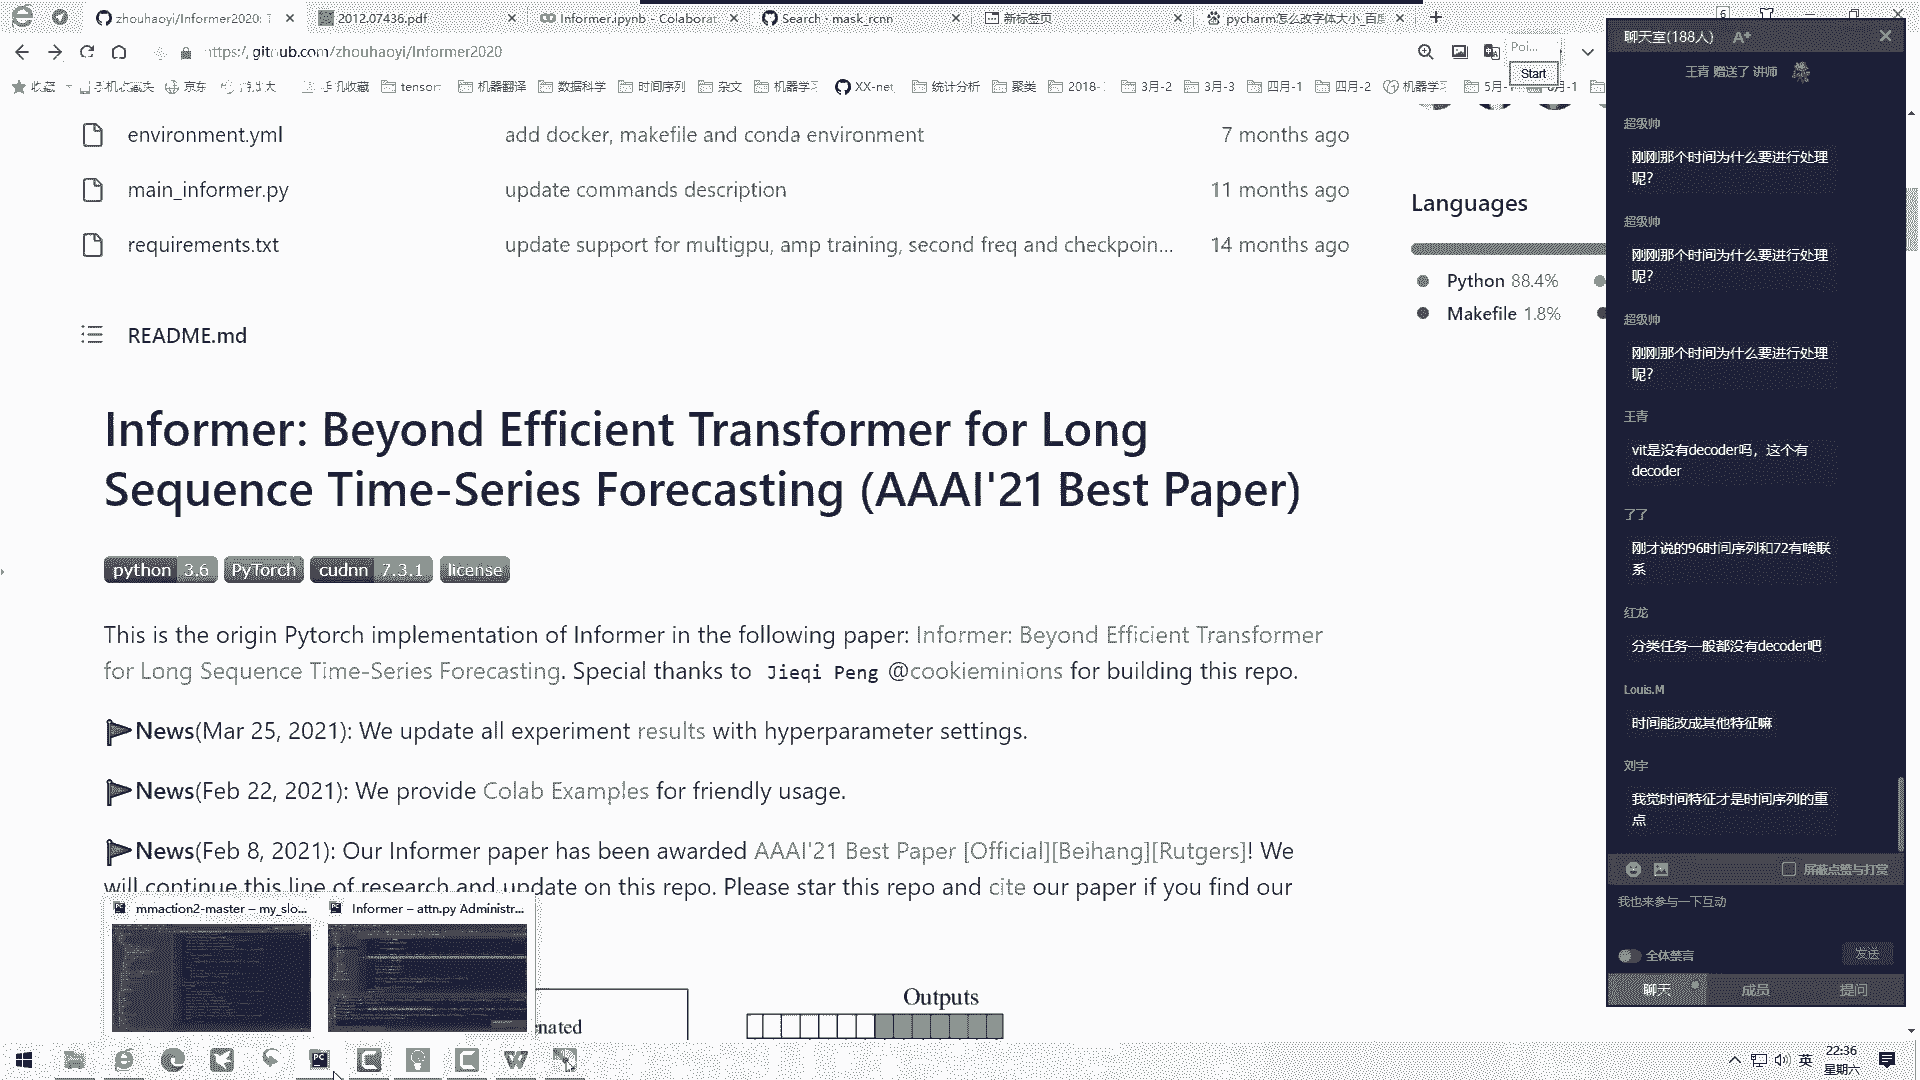 zhouhaoyi/Informer2020: T
2012.07436.pdf
Informer.ipynb - Colaborat
Search · mask_rcnn
新标签页
pycharm怎么改字体大小_百度
6
https://github.com/zhouhaoyi/Informer2020
Poi...
Start
收藏
手机收藏夹
京东
手机收藏
tensor
机器翻译
数据科学
时间序列
杂文
机器学习
XX-net
统计分析
聚类
2018-
3月-2
3月-3
四月-1
四月-2
机器学习
environment.yml
add docker, makefile and conda environment
7 months ago
main_informer.py
update commands description
11 months ago
requirements.txt
update support for multigpu, amp training, second freq and checkpoin...
14 months ago
Languages
Python 88.4%
Makefile 1.8%
README.md
Informer: Beyond Efficient Transformer for Long
Sequence Time-Series Forecasting (AAAI'21 Best Paper)
python 3.6
PyTorch
cudnn 7.3.1
license
This is the origin Pytorch implementation of Informer in the following paper: Informer: Beyond Efficient Transformer
for Long Sequence Time-Series Forecasting. Special thanks to Jieqi Peng @cookieminions for building this repo.
News(Mar 25, 2021): We update all experiment results with hyperparameter settings.
News(Feb 22, 2021): We provide Colab Examples for friendly usage.
News(Feb 8, 2021): Our Informer paper has been awarded AAAI'21 Best Paper [Official][Beihang][Rutgers]! We
will continue this line of research and update on this repo. Please star this repo and cite our paper if you find our
mmaction2-master – my_slo...
Informer – attn.py Administr...
Outputs
聊天室(188人)
A+
王青 赠送了 讲师
超级帅
刚刚那个时间为什么要进行处理
呢?
超级帅
刚刚那个时间为什么要进行处理
呢?
超级帅
刚刚那个时间为什么要进行处理
呢?
王青
vit是没有decoder吗，这个有
decoder
了了
刚才说的96时间序列和72有啥联
系
红龙
分类任务一般都没有decoder吧
Louis.M
时间能改成其他特征嘛
刘宇
我觉时间特征才是时间序列的重
点
屏蔽点赞与打赏
我也来参与一下互动
全体禁言
发送
聊天
成员
提问
英
22:36
星期六